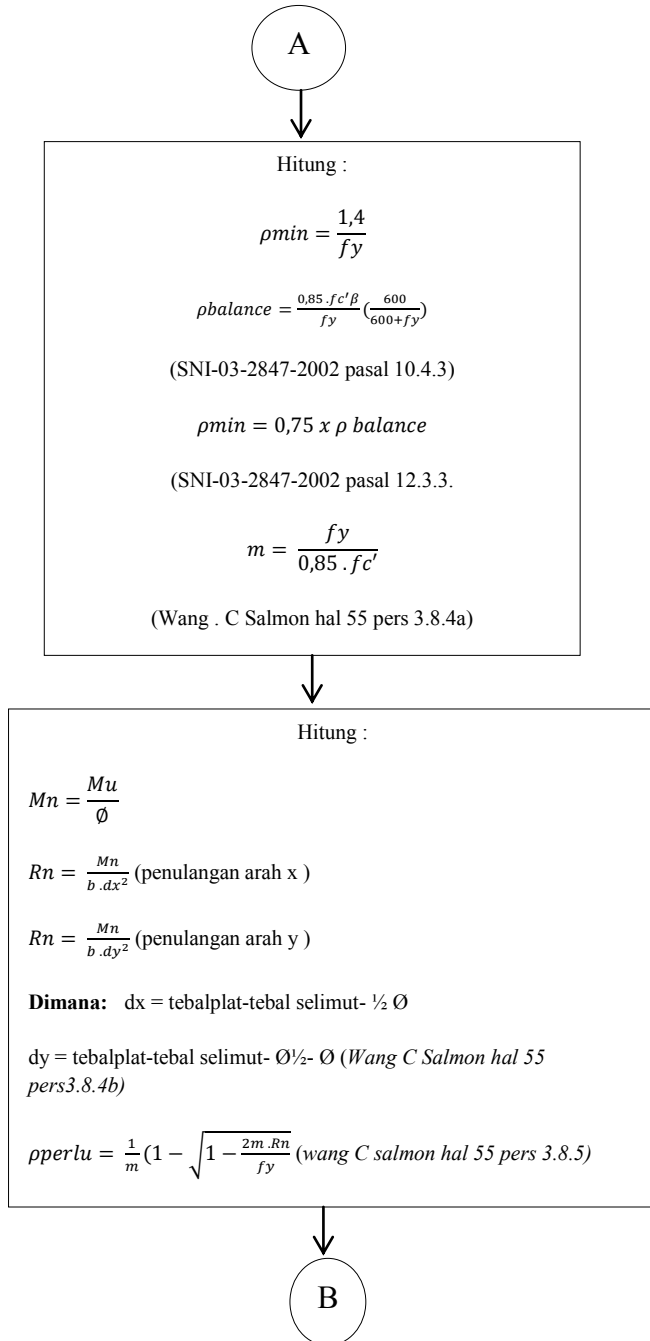 A
Hitung :
ρmin = 1,4 / fy
ρbalance = 0,85 .fc′β / fy (600 / 600+fy)
(SNI-03-2847-2002 pasal 10.4.3)
ρmin = 0,75 x ρ balance
(SNI-03-2847-2002 pasal 12.3.3.
m = fy / 0,85 . fc′
(Wang . C Salmon hal 55 pers 3.8.4a)
Hitung :
Mn = Mu / Ø
Rn = Mn / b .dx² (penulangan arah x )
Rn = Mn / b .dy² (penulangan arah y )
Dimana: dx = tebalplat-tebal selimut- ½ Ø
dy = tebalplat-tebal selimut- Ø½- Ø (Wang C Salmon hal 55
pers3.8.4b)
ρperlu = 1/m (1 − √1 − 2m .Rn / fy (wang C salmon hal 55 pers 3.8.5)
B